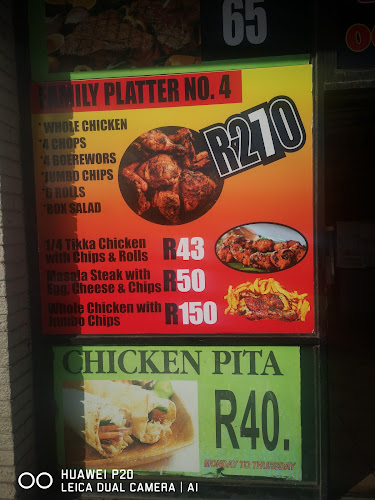 65
FAMILY PLATTER NO. 4
R270
* WHOLE CHICKEN
*4 CHOPS
*4 BOEREWORS
*JUMBO CHIPS
*6 ROLLS
*BOX SALAD
1/4 Tikka Chicken
with Chips & Rolls R43
Masala Steak with
Egg, Cheese & Chips R50
Whole Chicken with
Jumbo Chips R150
CHICKEN PITA
R40.
MONDAY TO THURSDAY
HUAWEI P20
LEICA DUAL CAMERA | AI